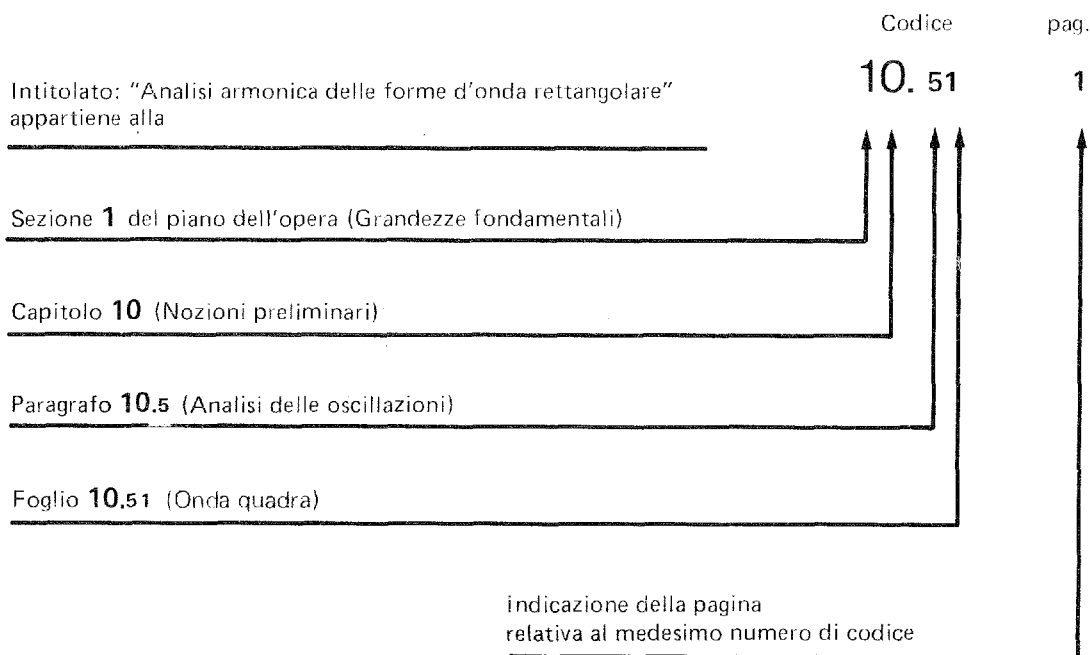 Codice pag.
Intitolato: "Analisi armonica delle forme d'onda rettangolare" 10. 51 1
appartiene alla
Sezione 1 del piano dell'opera (Grandezze fondamentali)
Capitolo 10 (Nozioni preliminari)
Paragrafo 10.5 (Analisi delle oscillazioni)
Foglio 10.51 (Onda quadra)
indicazione della pagina
relativa al medesimo numero di codice